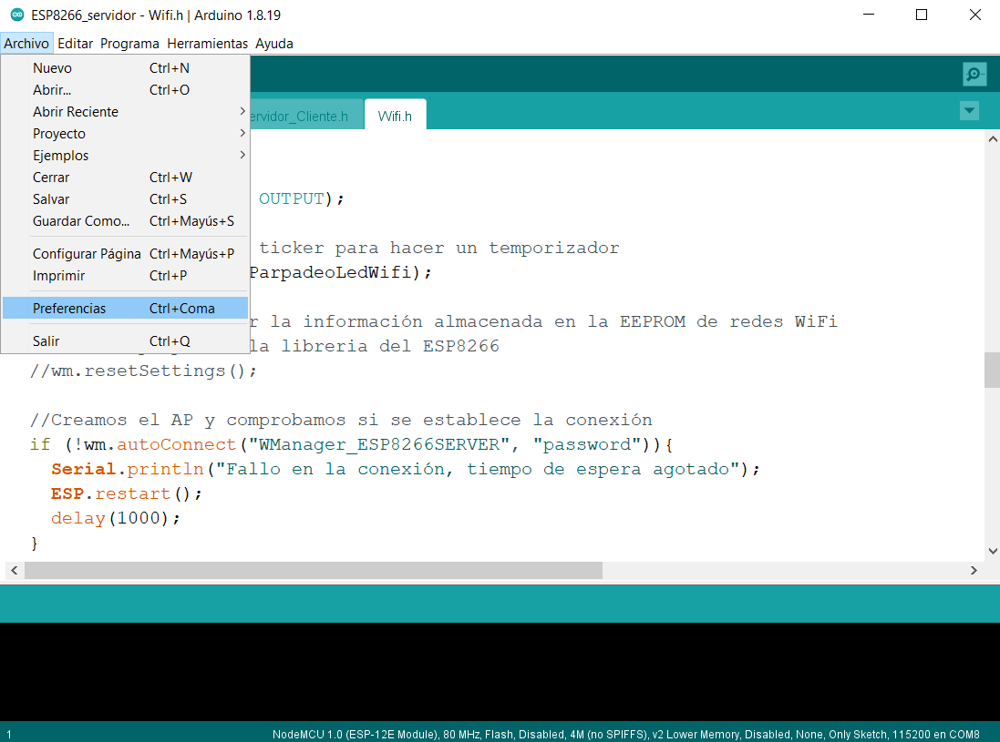 ESP8266_servidor - Wifi.h | Arduino 1.8.19
Archivo Editar Programa Herramientas Ayuda
Nuevo Ctrl+N
Abrir... Ctrl+O
Abrir Reciente
Proyecto
Ejemplos
Cerrar Ctrl+W
Salvar Ctrl+S
Guardar Como... Ctrl+Mayús+S
Configurar Página Ctrl+Mayús+P
Imprimir Ctrl+P
Preferencias Ctrl+Coma
Salir Ctrl+Q
ervidor_Cliente.h Wifi.h
OUTPUT);
ticker para hacer un temporizador
ParpadeoLedWifi);
r la información almacenada en la EEPROM de redes WiFi
la libreria del ESP8266
//wm.resetSettings();
//Creamos el AP y comprobamos si se establece la conexión
if (!wm.autoConnect("WManager_ESP8266SERVER", "password")){
Serial.println("Fallo en la conexión, tiempo de espera agotado");
ESP.restart();
delay(1000);
}
1 NodeMCU 1.0 (ESP-12E Module), 80 MHz, Flash, Disabled, 4M (no SPIFFS), v2 Lower Memory, Disabled, None, Only Sketch, 115200 en COM8